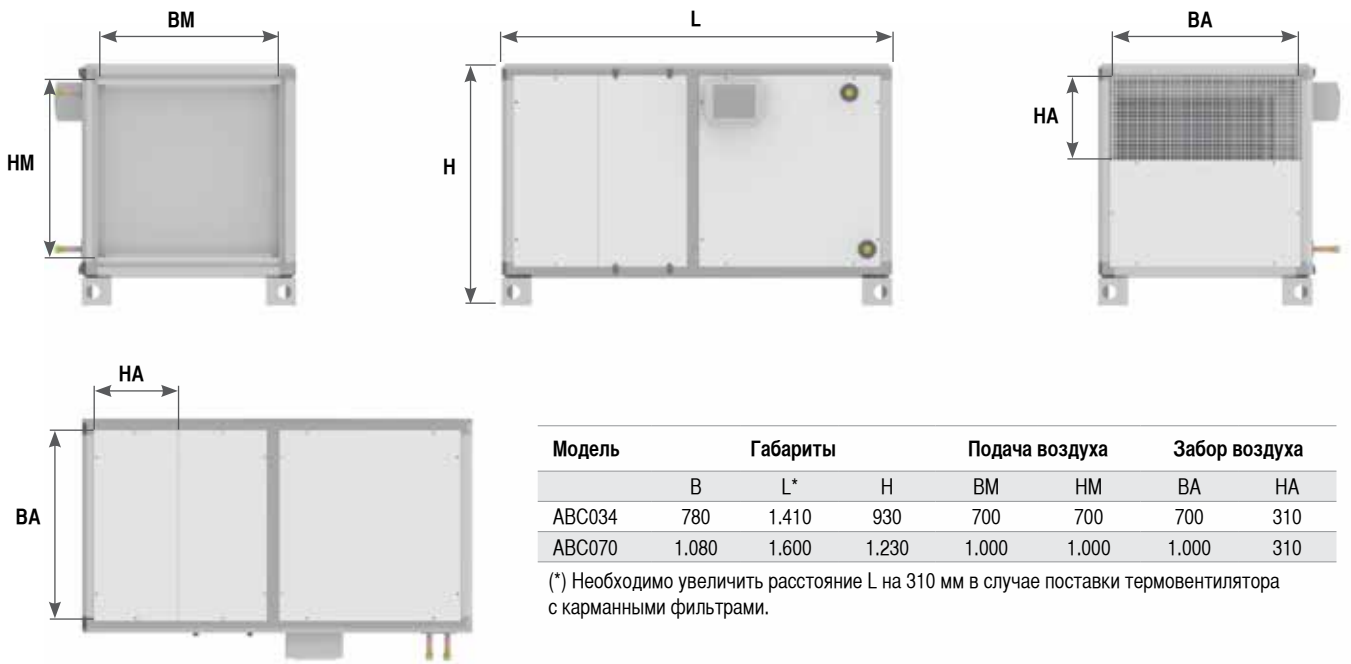 BM
L
BA
HM
H
HA
HA
BA
Модель Габариты Подача воздуха Забор воздуха
B L* H BM HM BA HA
ABC034 780 1.410 930 700 700 700 310
ABC070 1.080 1.600 1.230 1.000 1.000 1.000 310
(*) Необходимо увеличить расстояние L на 310 мм в случае поставки термовентилятора
с карманными фильтрами.